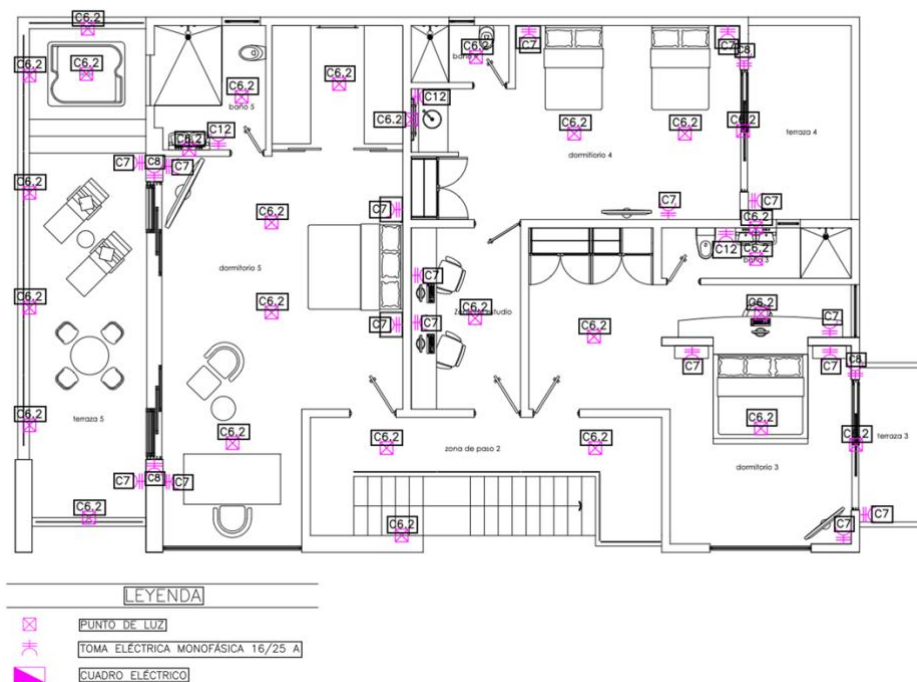 C6.2
C6.2
C7
C7
C8
C6.2
C6.2
C6.2
C6.2
baño 5
C12
C6.2
C6.2
C6.2
terraza 4
C6.2
C12
dormitorio 4
C7
C8
C7
C6.2
C7
C7
C7
C6.2
C6.2
C6.2
C12
C6.2
baño 3
dormitorio 5
C7
C6.2
C6.2
C6.2
C6.2
C7
C7
C6.2
C7
C7
C7
C8
C6.2
terraza 5
C6.2
C6.2
C6.2
C6.2
C6.2
terraza 3
zona de paso 2
dormitorio 3
C7
C8
C7
C7
C6.2
C6.2
C7
LEYENDA
PUNTO DE LUZ
TOMA ELÉCTRICA MONOFÁSICA 16/25 A
CUADRO ELÉCTRICO